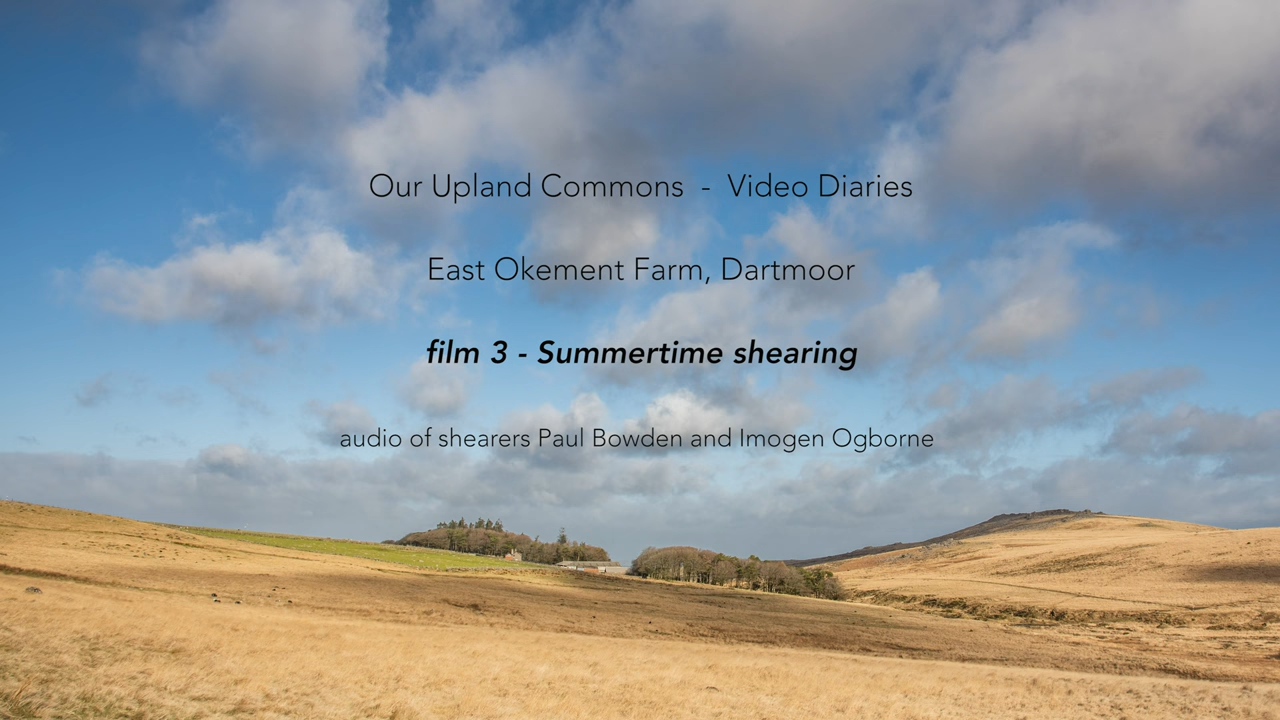 Our Upland Commons - Video Diaries
East Okement Farm, Dartmoor
film 3 - Summertime shearing
audio of shearers Paul Bowden and Imogen Ogborne